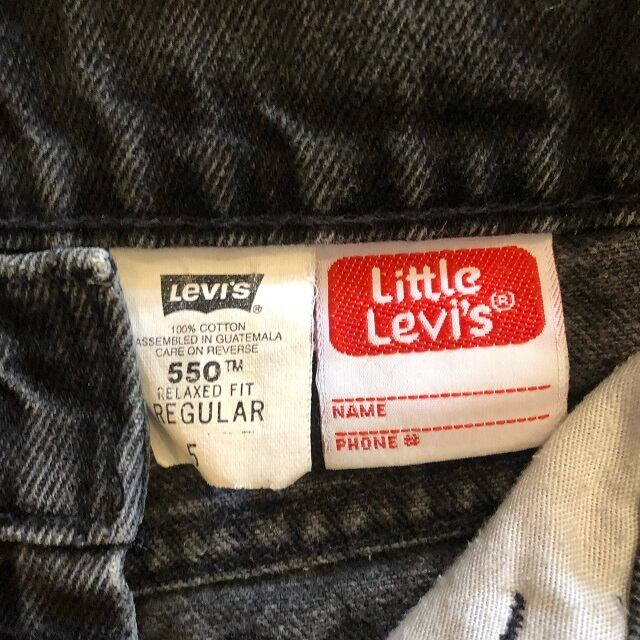 Levi's®
100% COTTON
ASSEMBLED IN GUATEMALA
CARE ON REVERSE
550™
RELAXED FIT
REGULAR
5
Little
Levi's®
NAME
PHONE #